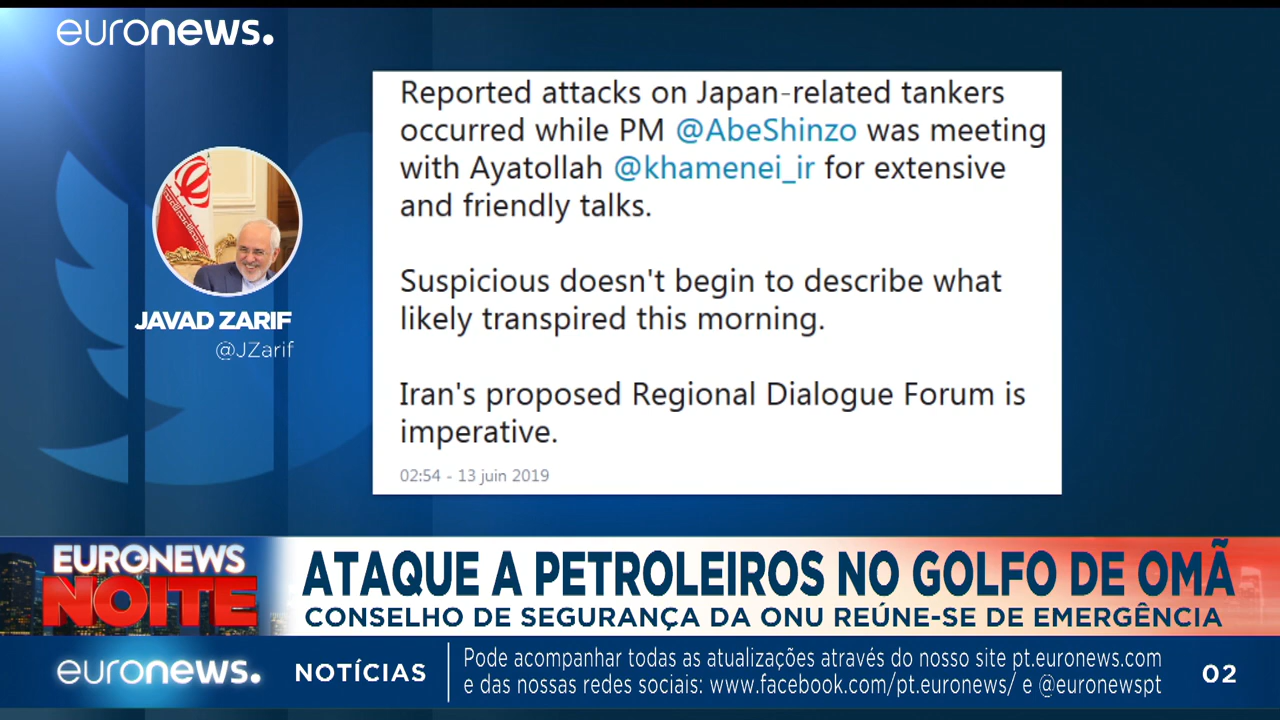 euronews.
Reported attacks on Japan-related tankers
occurred while PM @AbeShinzo was meeting
with Ayatollah @khamenei_ir for extensive
and friendly talks.
Suspicious doesn't begin to describe what
likely transpired this morning.
Iran's proposed Regional Dialogue Forum is
imperative.
02:54 - 13 juin 2019
JAVAD ZARIF
@JZarif
EURONEWS
NOITE
ATAQUE A PETROLEIROS NO GOLFO DE OMÃ
CONSELHO DE SEGURANÇA DA ONU REÚNE-SE DE EMERGÊNCIA
euronews.
NOTÍCIAS
Pode acompanhar todas as atualizações através do nosso site pt.euronews.com
e das nossas redes sociais: www.facebook.com/pt.euronews/ e @euronewspt
02